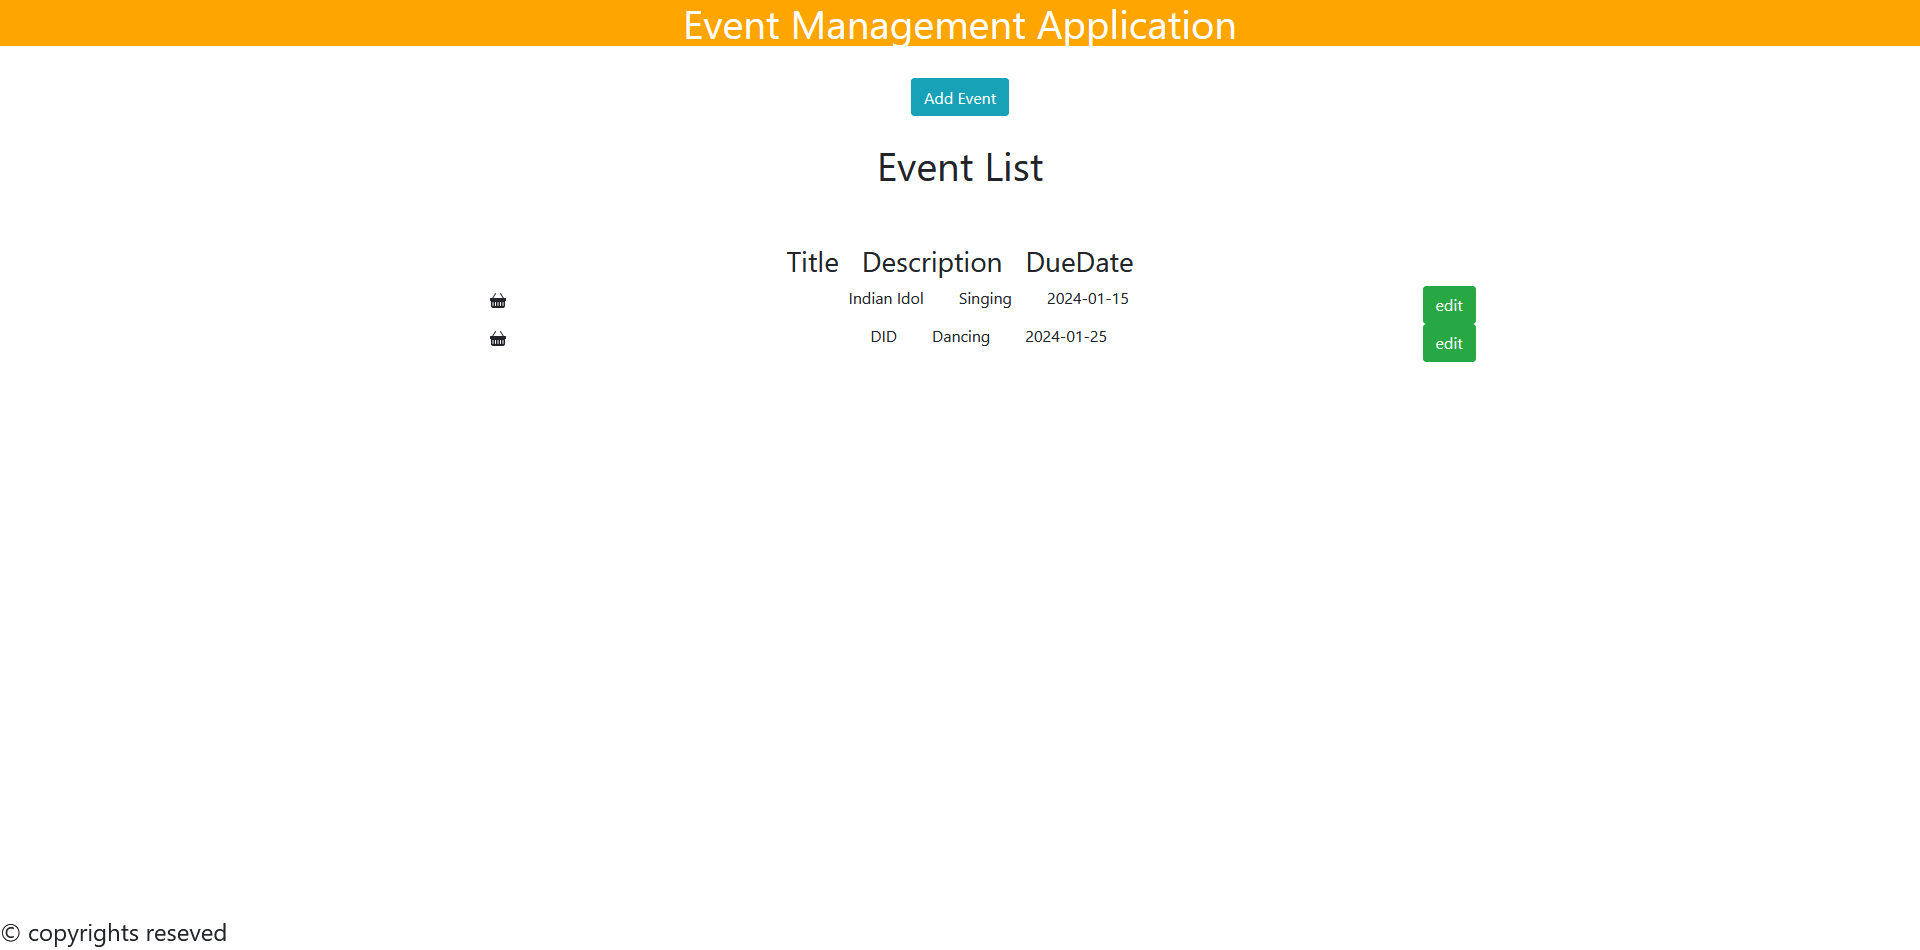 Event Management Application
Add Event
Event List
Title Description DueDate
Indian Idol Singing 2024-01-15 edit
DID Dancing 2024-01-25 edit
© copyrights reseved